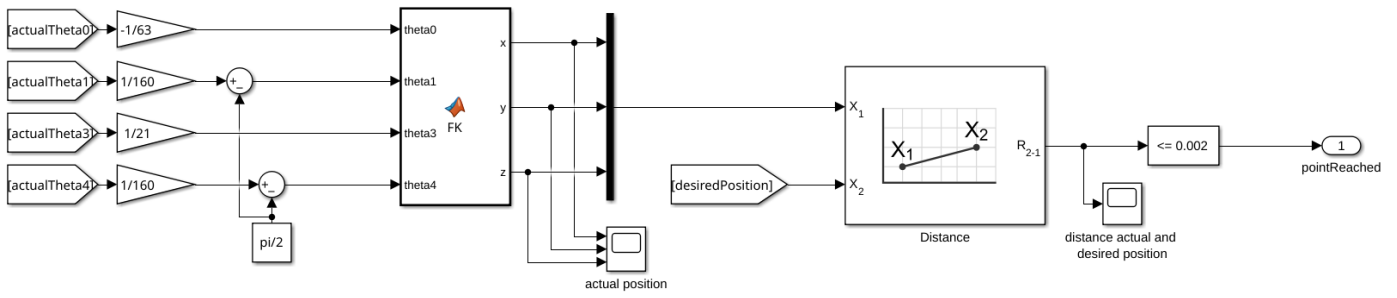 [actualTheta0]
-1/63
theta0
x
[actualTheta1]
1/160
+
_
theta1
y
FK
[actualTheta3]
1/21
theta3
[actualTheta4]
1/160
+
_
theta4
z
pi/2
actual position
[desiredPosition]
X1
X2
X1
X2
R2-1
Distance
<= 0.002
1
pointReached
distance actual and
desired position